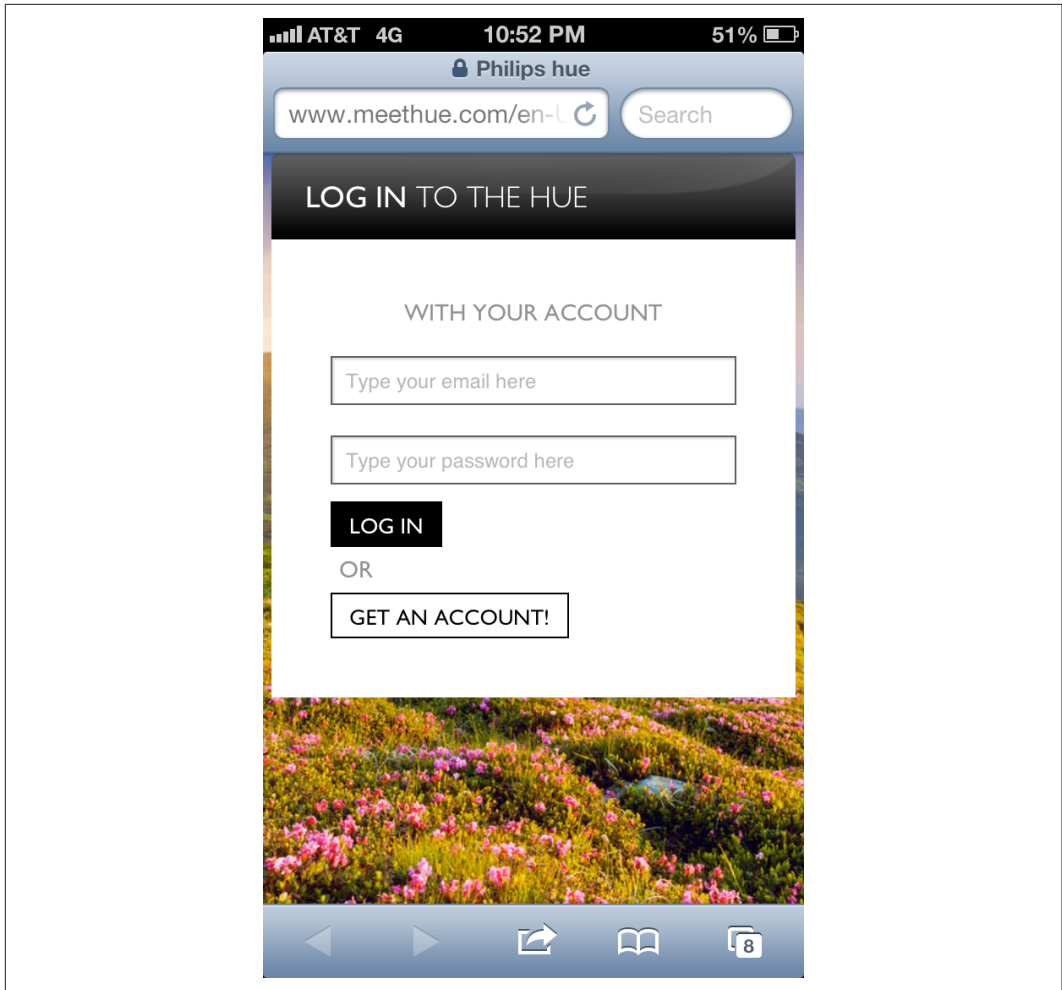 AT&T 4G 10:52 PM 51%
Philips hue
www.meethue.com/en- Search
LOG IN TO THE HUE
WITH YOUR ACCOUNT
Type your email here
Type your password here
LOG IN
OR
GET AN ACCOUNT!
8